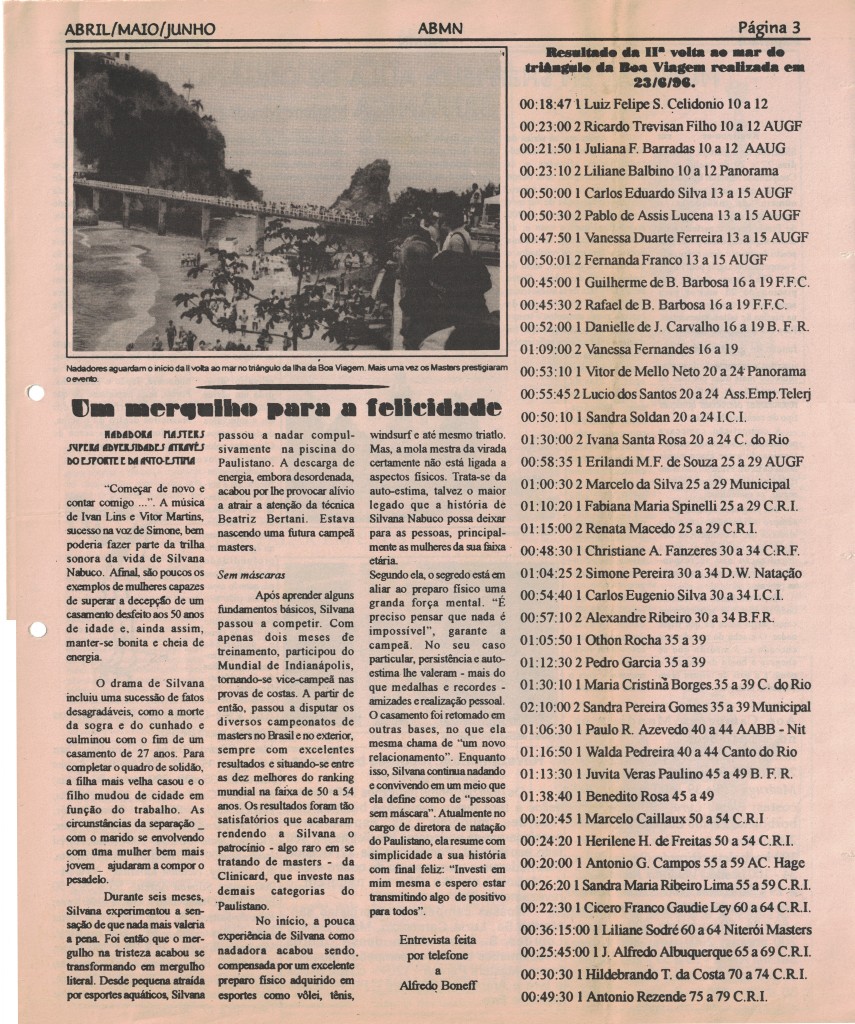 ABRIL/MAIO/JUNHO
ABMN
Página 3
Nadadores aguardam o início da II volta ao mar no triângulo da Ilha da Boa Viagem. Mais uma vez os Masters prestigiaram
o evento.
Um mergulho para a felicidade
NADADORA MASTERS
SUPERA ADVERSIDADES ATRAVÉS
DO ESPORTE E DA AUTO-ESTIMA
"Começar de novo e
contar comigo ...". A música
de Ivan Lins e Vitor Martins,
sucesso na voz de Simone, bem
poderia fazer parte da trilha
sonora da vida de Silvana
Nabuco. Afinal, são poucos os
exemplos de mulheres capazes
de superar a decepção de um
casamento desfeito aos 50 anos
de idade e, ainda assim,
manter-se bonita e cheia de
energia.
O drama de Silvana
incluiu uma sucessão de fatos
desagradáveis, como a morte
da sogra e do cunhado e
culminou com o fim de um
casamento de 27 anos. Para
completar o quadro de solidão,
a filha mais velha casou e o
filho mudou de cidade em
função do trabalho. As
circunstâncias da separação _
com o marido se envolvendo
com uma mulher bem mais
jovem _ ajudaram a compor o
pesadelo.
Durante seis meses,
Silvana experimentou a sen-
sação de que nada mais valeria
a pena. Foi então que o mer-
gulho na tristeza acabou se
transformando em mergulho
literal. Desde pequena atraída
por esportes aquáticos, Silvana
passou a nadar compul-
sivamente na piscina do
Paulistano. A descarga de
energia, embora desordenada,
acabou por lhe provocar alívio
a atrair a atenção da técnica
Beatriz Bertani. Estava
nascendo uma futura campeã
masters.
Sem máscaras
Após aprender alguns
fundamentos básicos, Silvana
passou a competir. Com
apenas dois meses de
treinamento, participou do
Mundial de Indianápolis,
tornando-se vice-campeã nas
provas de costas. A partir de
então, passou a disputar os
diversos campeonatos de
masters no Brasil e no exterior,
sempre com excelentes
resultados e situando-se entre
as dez melhores do ranking
mundial na faixa de 50 a 54
anos. Os resultados foram tão
satisfatórios que acabaram
rendendo a Silvana o
patrocínio - algo raro em se
tratando de masters - da
Clinicard, que investe nas
demais categorias do
Paulistano.
No início, a pouca
experiência de Silvana como
nadadora acabou sendo
compensada por um excelente
preparo físico adquirido em
esportes como vôlei, tênis,
windsurf e até mesmo triatlo.
Mas, a mola mestra da virada
certamente não está ligada a
aspectos físicos. Trata-se da
auto-estima, talvez o maior
legado que a história de
Silvana Nabuco possa deixar
para as pessoas, principal-
mente as mulheres da sua faixa
etária.
Segundo ela, o segredo está em
aliar ao preparo físico uma
grande força mental. "É
preciso pensar que nada é
impossível", garante a
campeã. No seu caso
particular, persistência e auto-
estima lhe valeram - mais do
que medalhas e recordes -
amizades e realização pessoal.
O casamento foi retomado em
outras bases, no que ela
mesma chama de "um novo
relacionamento". Enquanto
isso, Silvana continua nadando
e convivendo em um meio que
ela define como de "pessoas
sem máscara". Atualmente no
cargo de diretora de natação
do Paulistano, ela resume com
simplicidade a sua história
com final feliz: "Investi em
mim mesma e espero estar
transmitindo algo de positivo
para todos".
Entrevista feita
por telefone
a
Alfredo Boneff
Resultado da IIª volta ao mar do
triângulo da Boa Viagem realizada em
23/6/96.
00:18:47 1 Luiz Felipe S. Celidonio 10 a 12
00:23:00 2 Ricardo Trevisan Filho 10 a 12 AUGF
00:21:50 1 Juliana F. Barradas 10 a 12 AAUG
00:23:10 2 Liliane Balbino 10 a 12 Panorama
00:50:00 1 Carlos Eduardo Silva 13 a 15 AUGF
00:50:30 2 Pablo de Assis Lucena 13 a 15 AUGF
00:47:50 1 Vanessa Duarte Ferreira 13 a 15 AUGF
00:50:01 2 Fernanda Franco 13 a 15 AUGF
00:45:00 1 Guilherme de B. Barbosa 16 a 19 F.F.C.
00:45:30 2 Rafael de B. Barbosa 16 a 19 F.F.C.
00:52:00 1 Danielle de J. Carvalho 16 a 19 B. F. R.
01:09:00 2 Vanessa Fernandes 16 a 19
00:53:10 1 Vitor de Mello Neto 20 a 24 Panorama
00:55:45 2 Lucio dos Santos 20 a 24 Ass.Emp.Telerj
00:50:10 1 Sandra Soldan 20 a 24 I.C.I.
01:30:00 2 Ivana Santa Rosa 20 a 24 C. do Rio
00:58:35 1 Erilandi M.F. de Souza 25 a 29 AUGF
01:00:30 2 Marcelo da Silva 25 a 29 Municipal
01:10:20 1 Fabiana Maria Spinelli 25 a 29 C.R.I.
01:15:00 2 Renata Macedo 25 a 29 C.R.I.
00:48:30 1 Christiane A. Fanzeres 30 a 34 C.R.F.
01:04:25 2 Simone Pereira 30 a 34 D.W. Natação
00:54:40 1 Carlos Eugenio Silva 30 a 34 I.C.I.
00:57:10 2 Alexandre Ribeiro 30 a 34 B.F.R.
01:05:50 1 Othon Rocha 35 a 39
01:12:30 2 Pedro Garcia 35 a 39
01:30:10 1 Maria Cristina Borges 35 a 39 C. do Rio
02:10:00 2 Sandra Pereira Gomes 35 a 39 Municipal
01:06:30 1 Paulo R. Azevedo 40 a 44 AABB - Nit
01:16:50 1 Walda Pedreira 40 a 44 Canto do Rio
01:13:30 1 Juvita Veras Paulino 45 a 49 B. F. R.
01:38:40 1 Benedito Rosa 45 a 49
00:20:45 1 Marcelo Caillaux 50 a 54 C.R.I
00:24:20 1 Herilene H. de Freitas 50 a 54 C.R.I.
00:20:00 1 Antonio G. Campos 55 a 59 AC. Hage
00:26:20 1 Sandra Maria Ribeiro Lima 55 a 59 C.R.I.
00:22:30 1 Cicero Franco Gaudie Ley 60 a 64 C.R.I.
00:36:15:00 1 Liliane Sodré 60 a 64 Niterói Masters
00:25:45:00 1 J. Alfredo Albuquerque 65 a 69 C.R.I.
00:30:30 1 Hildebrando T. da Costa 70 a 74 C.R.I.
00:49:30 1 Antonio Rezende 75 a 79 C.R.I.